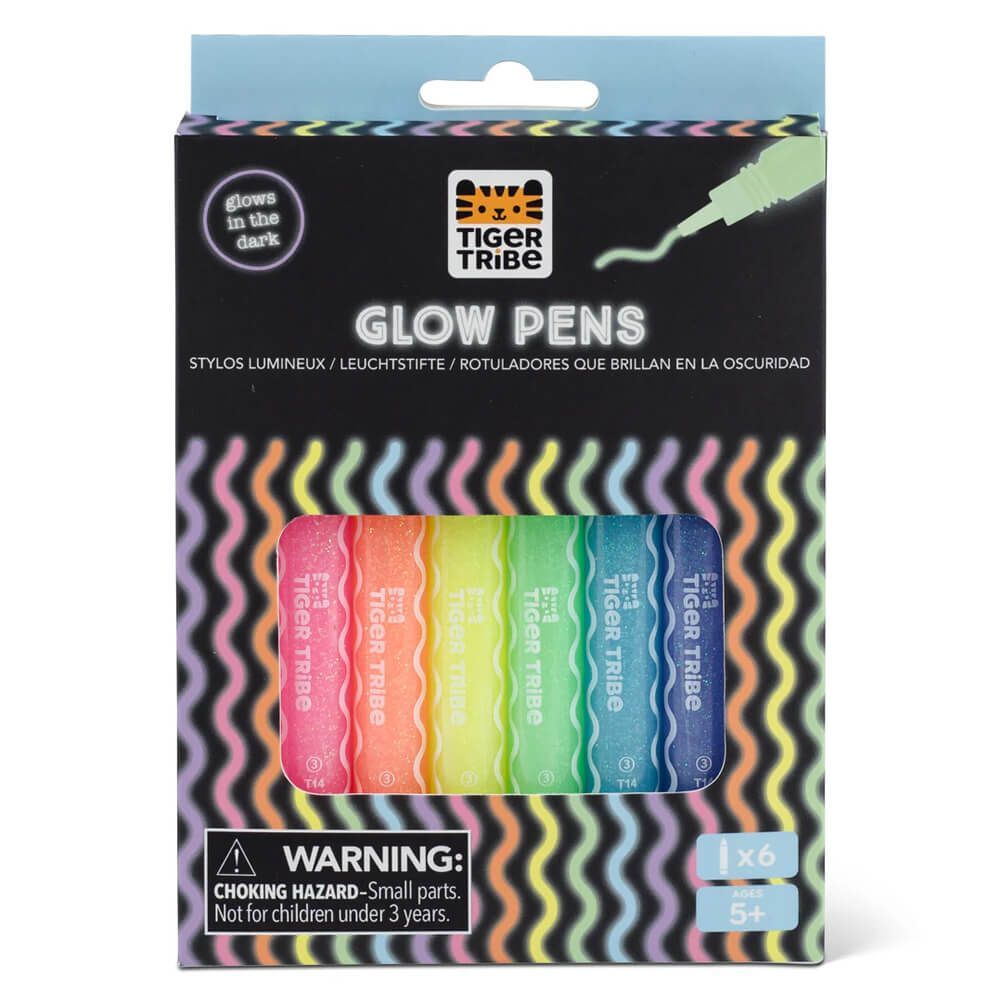 glows
in the
dark
TIGER
TRIBE
GLOW PENS
STYLOS LUMINEUX / LEUCHTSTIFTE / ROTULADORES QUE BRILLAN EN LA OSCURIDAD
TIGER TRIBE
TIGER TRIBE
TIGER TRIBE
TIGER TRIBE
TIGER TRIBE
TIGER TRIBE
3
3
3
3
3
3
T14
T14
T14
WARNING:
CHOKING HAZARD–Small parts.
Not for children under 3 years.
x6
AGES
5+